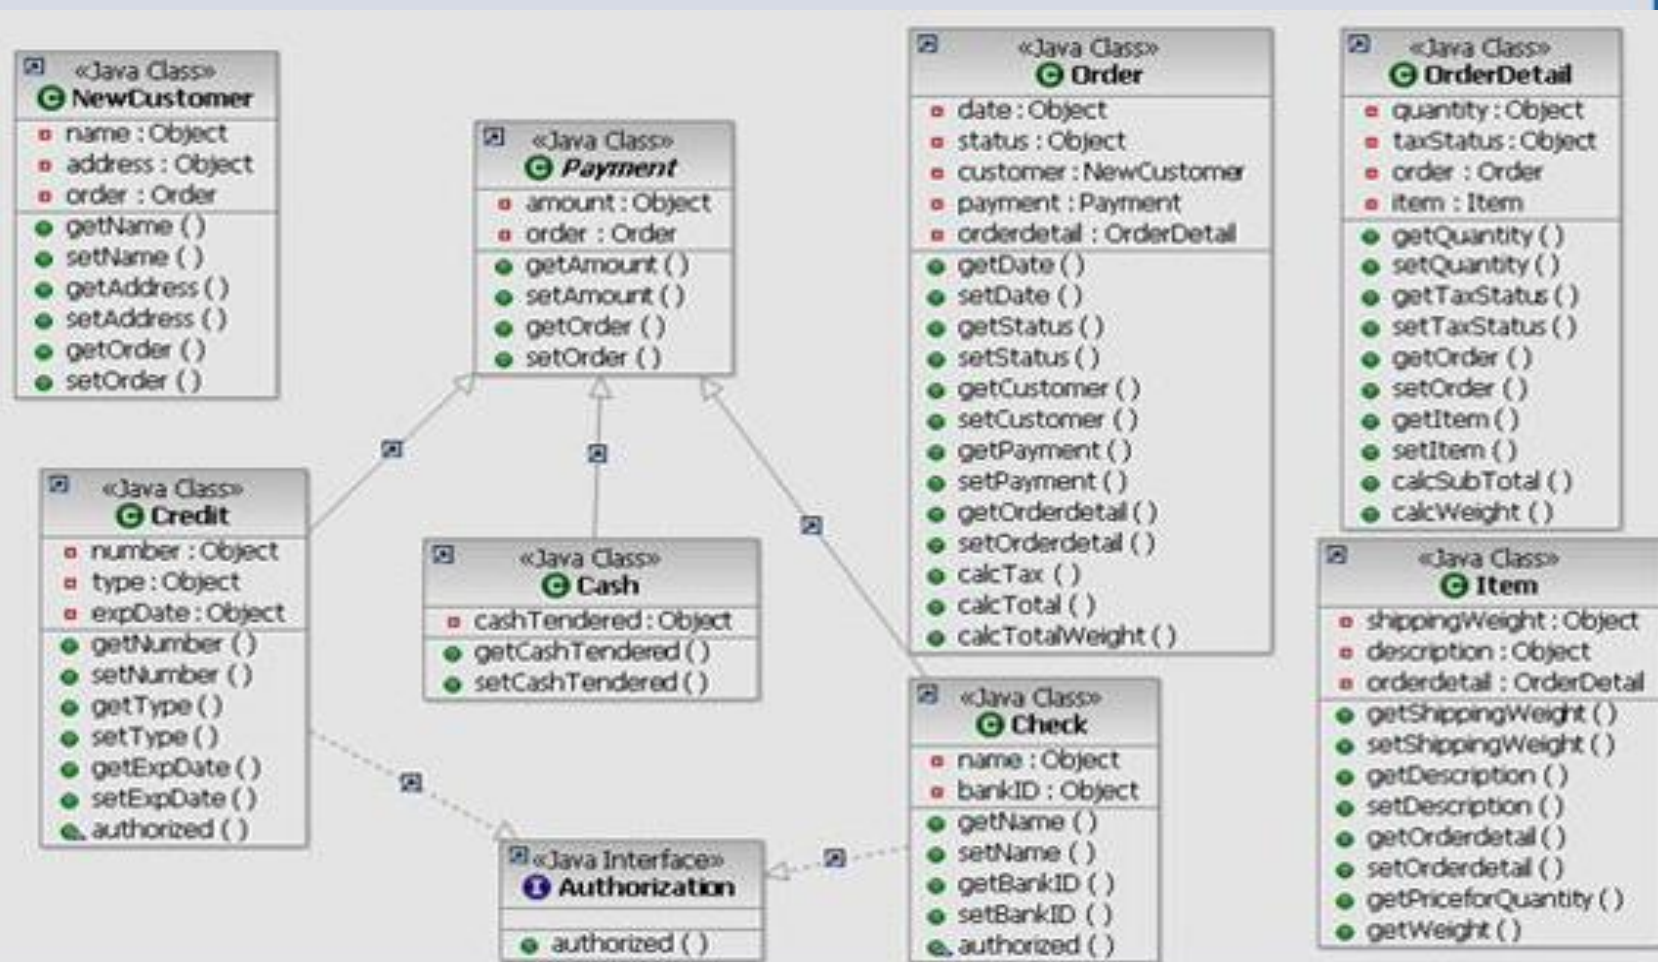 «Java Class»
NewCustomer
name : Object
address : Object
order : Order
getName ( )
setName ( )
getAddress ( )
setAddress ( )
getOrder ( )
setOrder ( )
«Java Class»
Payment
amount : Object
order : Order
getAmount ( )
setAmount ( )
getOrder ( )
setOrder ( )
«Java Class»
Order
date : Object
status : Object
customer : NewCustomer
payment : Payment
orderdetail : OrderDetail
getDate ( )
setDate ( )
getStatus ( )
setStatus ( )
getCustomer ( )
setCustomer ( )
getPayment ( )
setPayment ( )
getOrderdetail ( )
setOrderdetail ( )
calcTax ( )
calcTotal ( )
calcTotalWeight ( )
«Java Class»
OrderDetail
quantity : Object
taxStatus : Object
order : Order
item : Item
getQuantity ( )
setQuantity ( )
getTaxStatus ( )
setTaxStatus ( )
getOrder ( )
setOrder ( )
getItem ( )
setItem ( )
calcSubTotal ( )
calcWeight ( )
«Java Class»
Credit
number : Object
type : Object
expDate : Object
getNumber ( )
setNumber ( )
getType ( )
setType ( )
getExpDate ( )
setExpDate ( )
authorized ( )
«Java Class»
Cash
cashTendered : Object
getCashTendered ( )
setCashTendered ( )
«Java Interface»
Authorization
authorized ( )
«Java Class»
Check
name : Object
bankID : Object
getName ( )
setName ( )
getBankID ( )
setBankID ( )
authorized ( )
«Java Class»
Item
shippingWeight : Object
description : Object
orderdetail : OrderDetail
getShippingWeight ( )
setShippingWeight ( )
getDescription ( )
setDescription ( )
getOrderdetail ( )
setOrderdetail ( )
getPriceforQuantity ( )
getWeight ( )